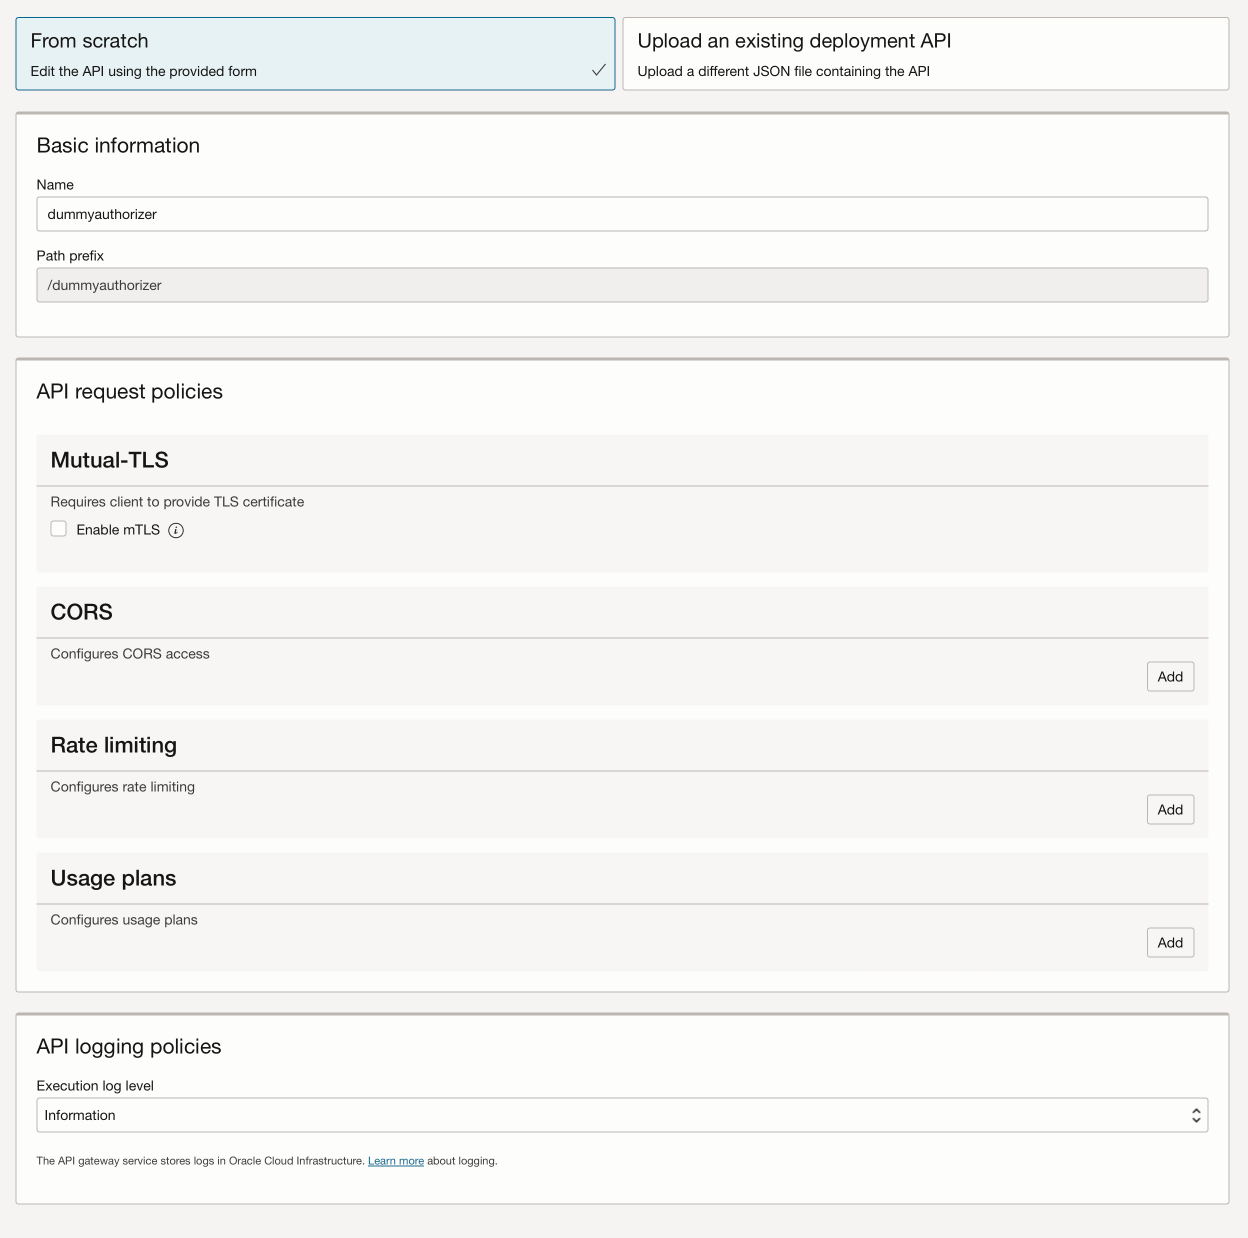 From scratch
Edit the API using the provided form
Upload an existing deployment API
Upload a different JSON file containing the API
Basic information
Name
dummyauthorizer
Path prefix
/dummyauthorizer
API request policies
Mutual-TLS
Requires client to provide TLS certificate
Enable mTLS
CORS
Configures CORS access
Add
Rate limiting
Configures rate limiting
Add
Usage plans
Configures usage plans
Add
API logging policies
Execution log level
Information
The API gateway service stores logs in Oracle Cloud Infrastructure. Learn more about logging.